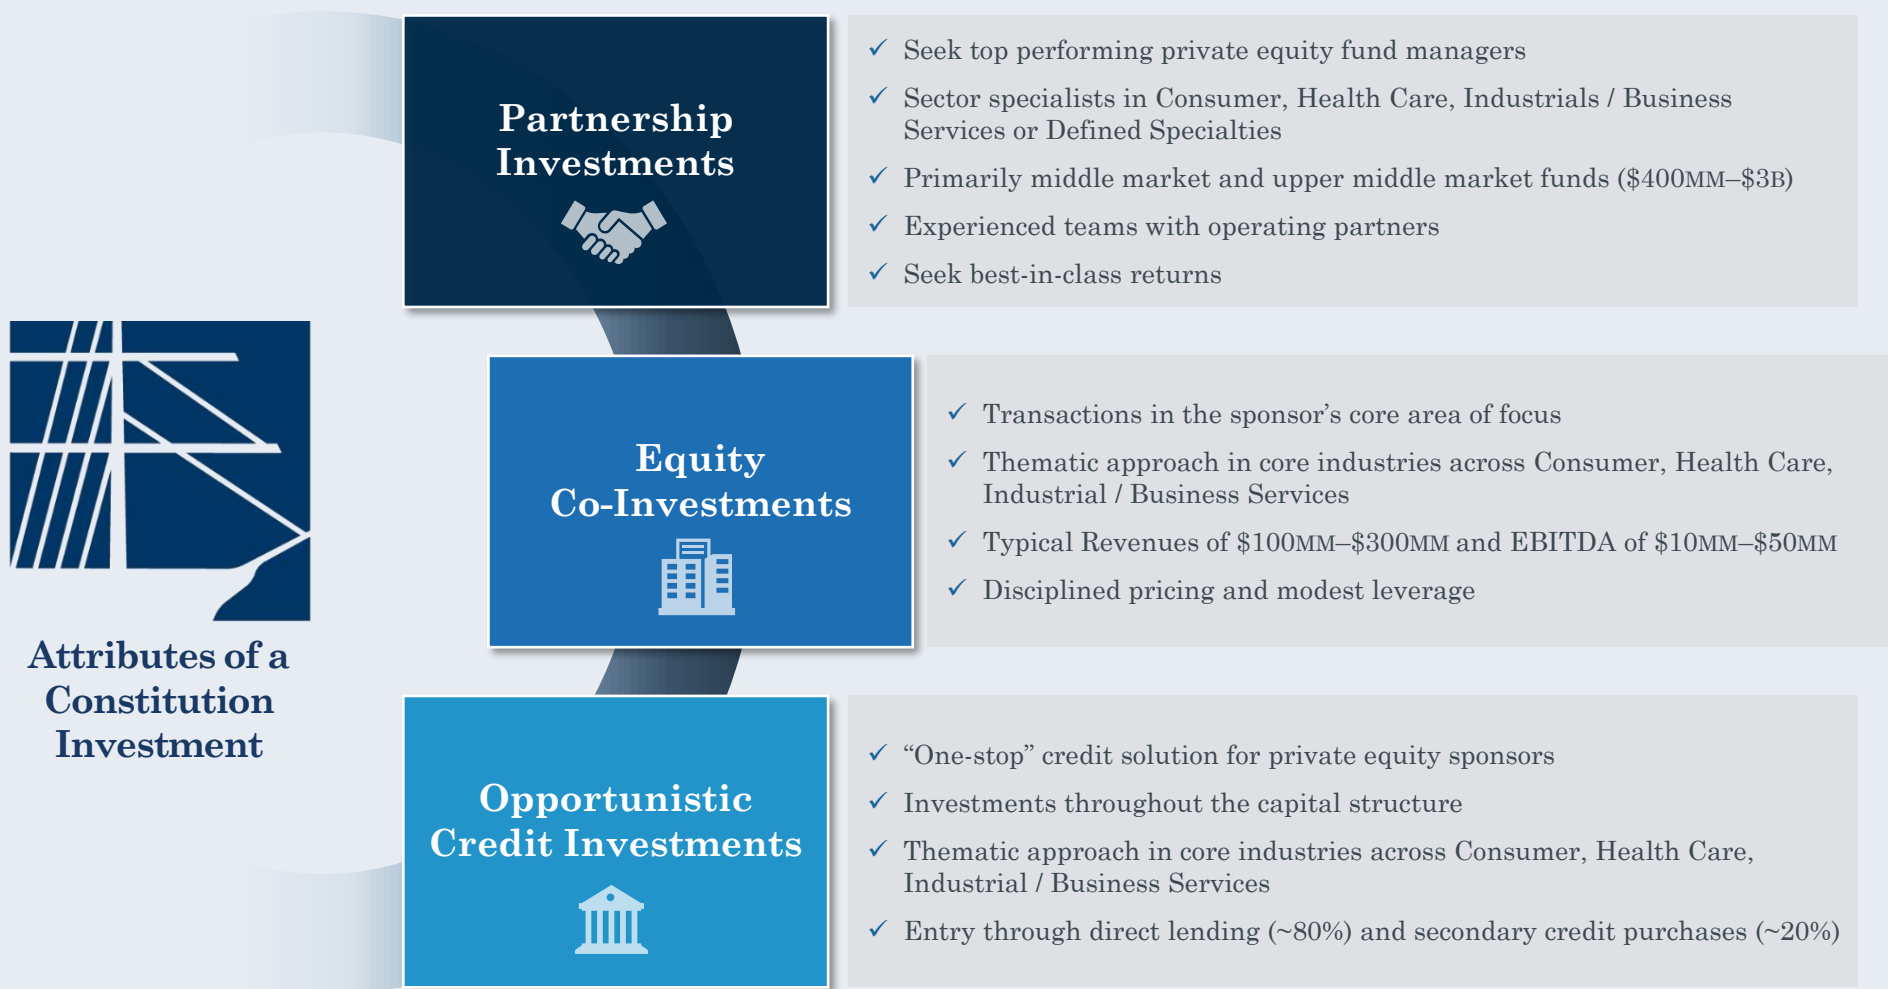 Attributes of a
Constitution
Investment
Partnership
Investments
✓ Seek top performing private equity fund managers
✓ Sector specialists in Consumer, Health Care, Industrials / Business
Services or Defined Specialties
✓ Primarily middle market and upper middle market funds ($400MM–$3B)
✓ Experienced teams with operating partners
✓ Seek best-in-class returns
Equity
Co-Investments
✓ Transactions in the sponsor’s core area of focus
✓ Thematic approach in core industries across Consumer, Health Care,
Industrial / Business Services
✓ Typical Revenues of $100MM–$300MM and EBITDA of $10MM–$50MM
✓ Disciplined pricing and modest leverage
Opportunistic
Credit Investments
✓ “One-stop” credit solution for private equity sponsors
✓ Investments throughout the capital structure
✓ Thematic approach in core industries across Consumer, Health Care,
Industrial / Business Services
✓ Entry through direct lending (~80%) and secondary credit purchases (~20%)